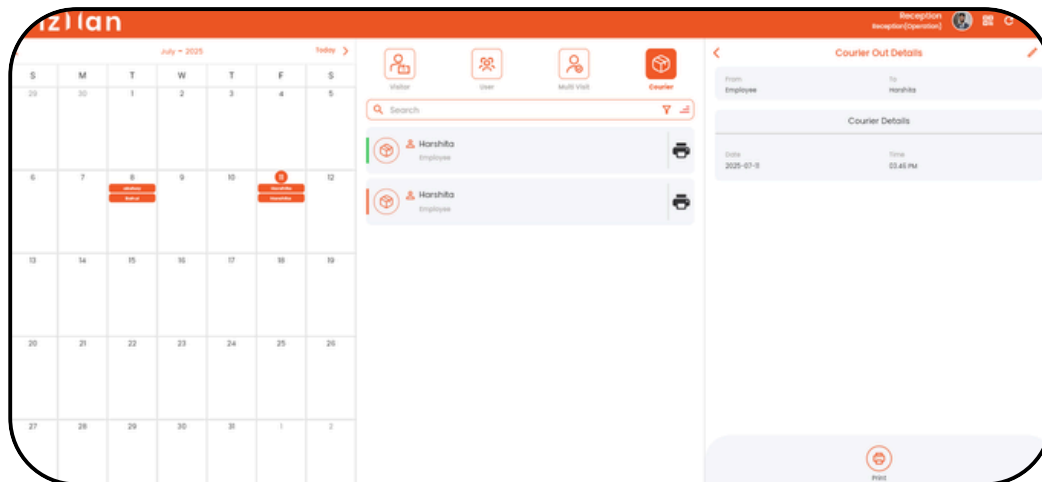 Reception
Reception(Operation)
July - 2025
Today
S M T W T F S
29 30 1 2 3 4 5
6 7 8 9 10 11 12
Harshita
Harshita
13 14 15 16 17 18 19
20 21 22 23 24 25 26
27 28 29 30 31 1 2
Visitor
User
Multi Visit
Courier
Search
Harshita
Employee
Harshita
Employee
Courier Out Details
From
Employee
To
Harshita
Courier Details
Date
2025-07-11
Time
03.46 PM
Print